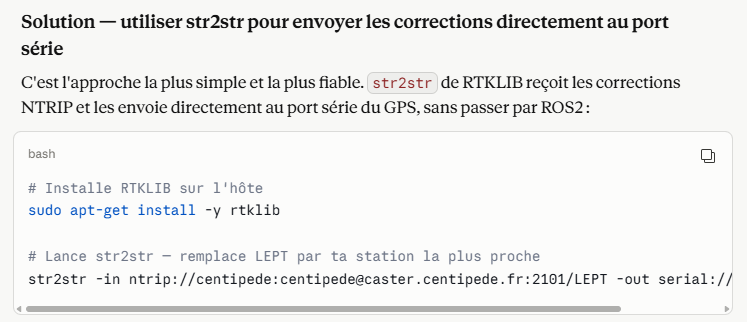 Solution — utiliser str2str pour envoyer les corrections directement au port
série
C'est l'approche la plus simple et la plus fiable. str2str de RTKLIB reçoit les corrections
NTRIP et les envoie directement au port série du GPS, sans passer par ROS2 :
bash
# Installe RTKLIB sur l'hôte
sudo apt-get install -y rtklib
# Lance str2str — remplace LEPT par ta station la plus proche
str2str -in ntrip://centipede:centipede@caster.centipede.fr:2101/LEPT -out serial://